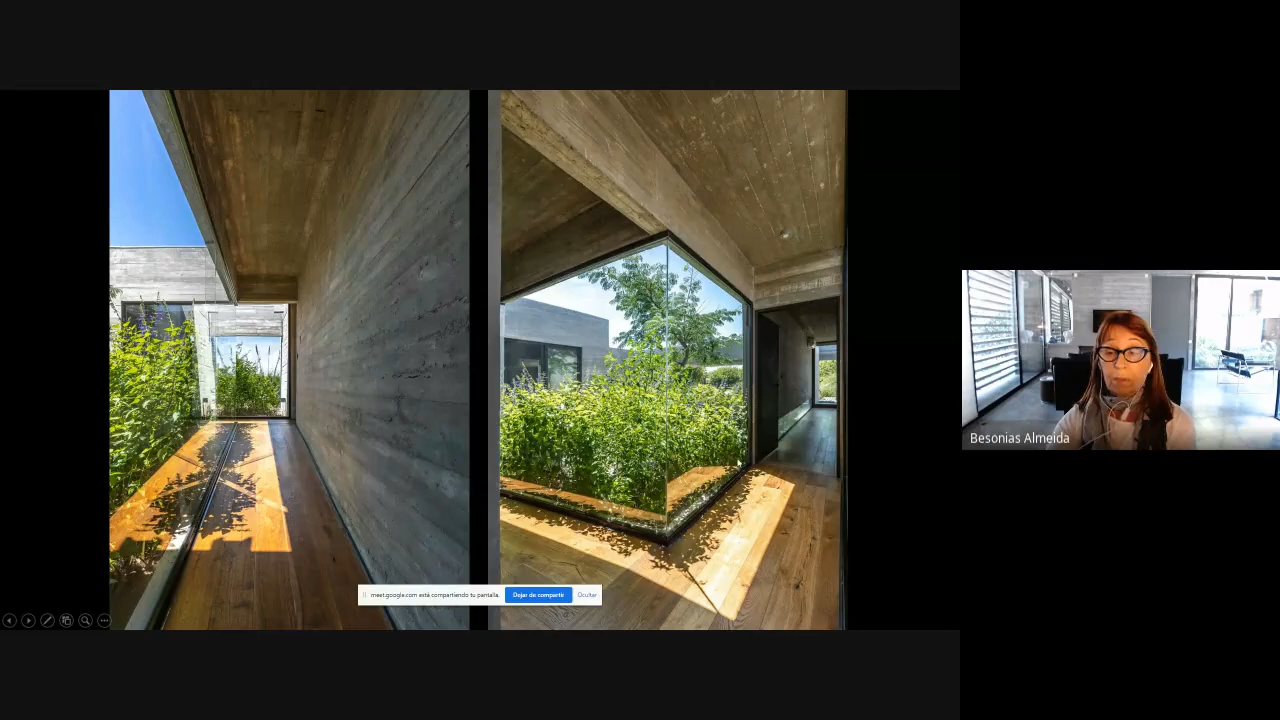 meet.google.com está compartiendo tu pantalla.
Dejar de compartir
Ocultar
Besonias Almeida